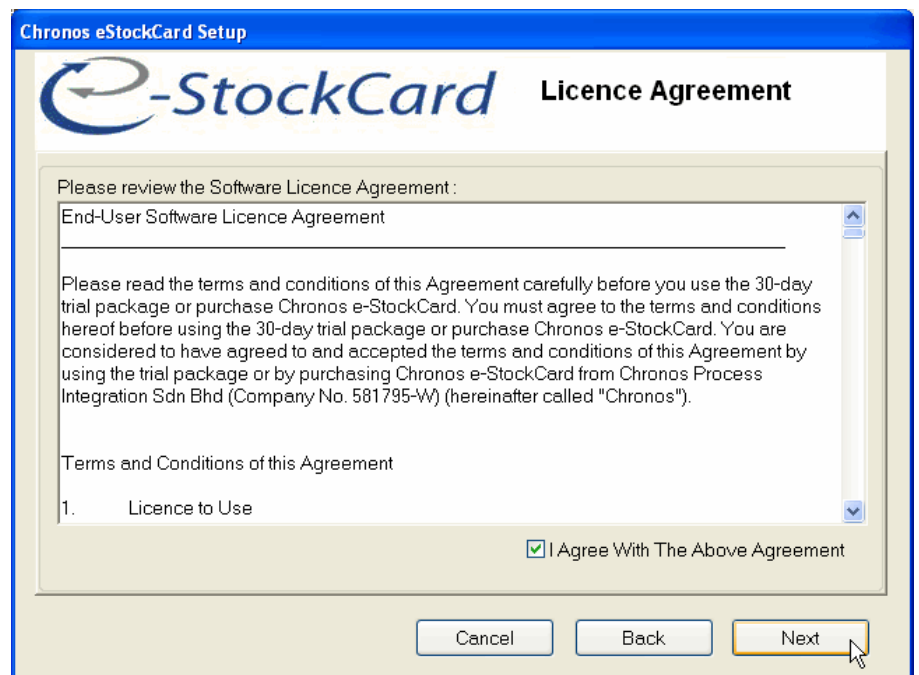 Chronos eStockCard Setup
e-StockCard
Licence Agreement
Please review the Software Licence Agreement :
End-User Software Licence Agreement
Please read the terms and conditions of this Agreement carefully before you use the 30-day
trial package or purchase Chronos e-StockCard. You must agree to the terms and conditions
hereof before using the 30-day trial package or purchase Chronos e-StockCard. You are
considered to have agreed to and accepted the terms and conditions of this Agreement by
using the trial package or by purchasing Chronos e-StockCard from Chronos Process
Integration Sdn Bhd (Company No. 581795-W) (hereinafter called "Chronos").
Terms and Conditions of this Agreement
1. Licence to Use
I Agree With The Above Agreement
Cancel Back Next